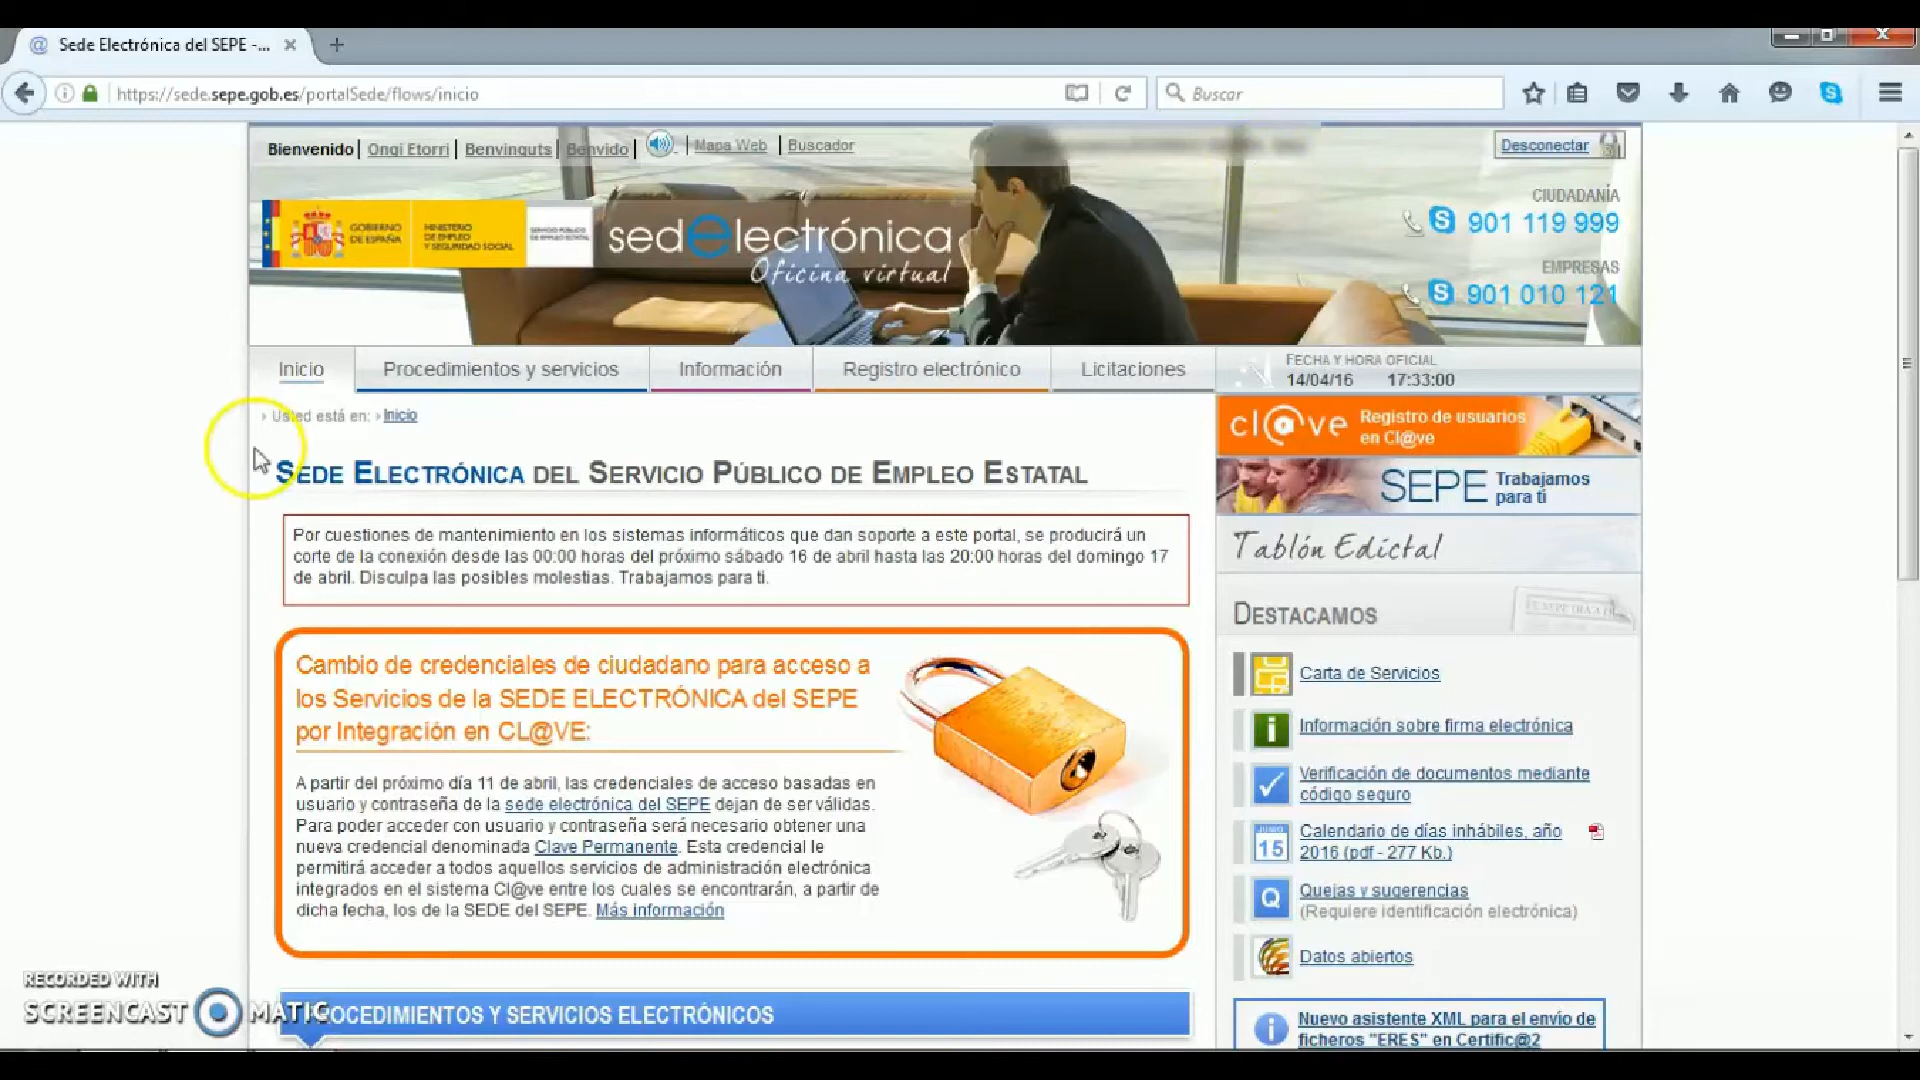 Sede Electrónica del SEPE -...
https://sede.sepe.gob.es/portalSede/flows/inicio
Buscar
Bienvenido | Ongi Etorri | Benvinguts | Benvido | Mapa Web | Buscador
Desconectar
CIUDADANÍA
901 119 999
EMPRESAS
901 010 121
GOBIERNO DE ESPAÑA
MINISTERIO DE EMPLEO Y SEGURIDAD SOCIAL
SERVICIO PÚBLICO DE EMPLEO ESTATAL
sedelectrónica
Oficina virtual
Inicio
Procedimientos y servicios
Información
Registro electrónico
Licitaciones
FECHA Y HORA OFICIAL
14/04/16 17:33:00
Usted está en: › Inicio
SEDE ELECTRÓNICA DEL SERVICIO PÚBLICO DE EMPLEO ESTATAL
Por cuestiones de mantenimiento en los sistemas informáticos que dan soporte a este portal, se producirá un
corte de la conexión desde las 00:00 horas del próximo sábado 16 de abril hasta las 20:00 horas del domingo 17
de abril. Disculpa las posibles molestias. Trabajamos para ti.
Cambio de credenciales de ciudadano para acceso a
los Servicios de la SEDE ELECTRÓNICA del SEPE
por Integración en CL@VE:
A partir del próximo día 11 de abril, las credenciales de acceso basadas en
usuario y contraseña de la sede electrónica del SEPE dejan de ser válidas.
Para poder acceder con usuario y contraseña será necesario obtener una
nueva credencial denominada Clave Permanente. Esta credencial le
permitirá acceder a todos aquellos servicios de administración electrónica
integrados en el sistema Cl@ve entre los cuales se encontrarán, a partir de
dicha fecha, los de la SEDE del SEPE. Más información
OCEDIMIENTOS Y SERVICIOS ELECTRÓNICOS
cl@ve
Registro de usuarios
en Cl@ve
SEPE
Trabajamos
para ti
Tablón Edictal
DESTACAMOS
Carta de Servicios
Información sobre firma electrónica
Verificación de documentos mediante
código seguro
JUNIO
15
Calendario de días inhábiles, año
2016 (pdf - 277 Kb.)
Quejas y sugerencias
(Requiere identificación electrónica)
Datos abiertos
Nuevo asistente XML para el envío de
ficheros "ERES" en Certific@2
RECORDED WITH
SCREENCAST MATIC